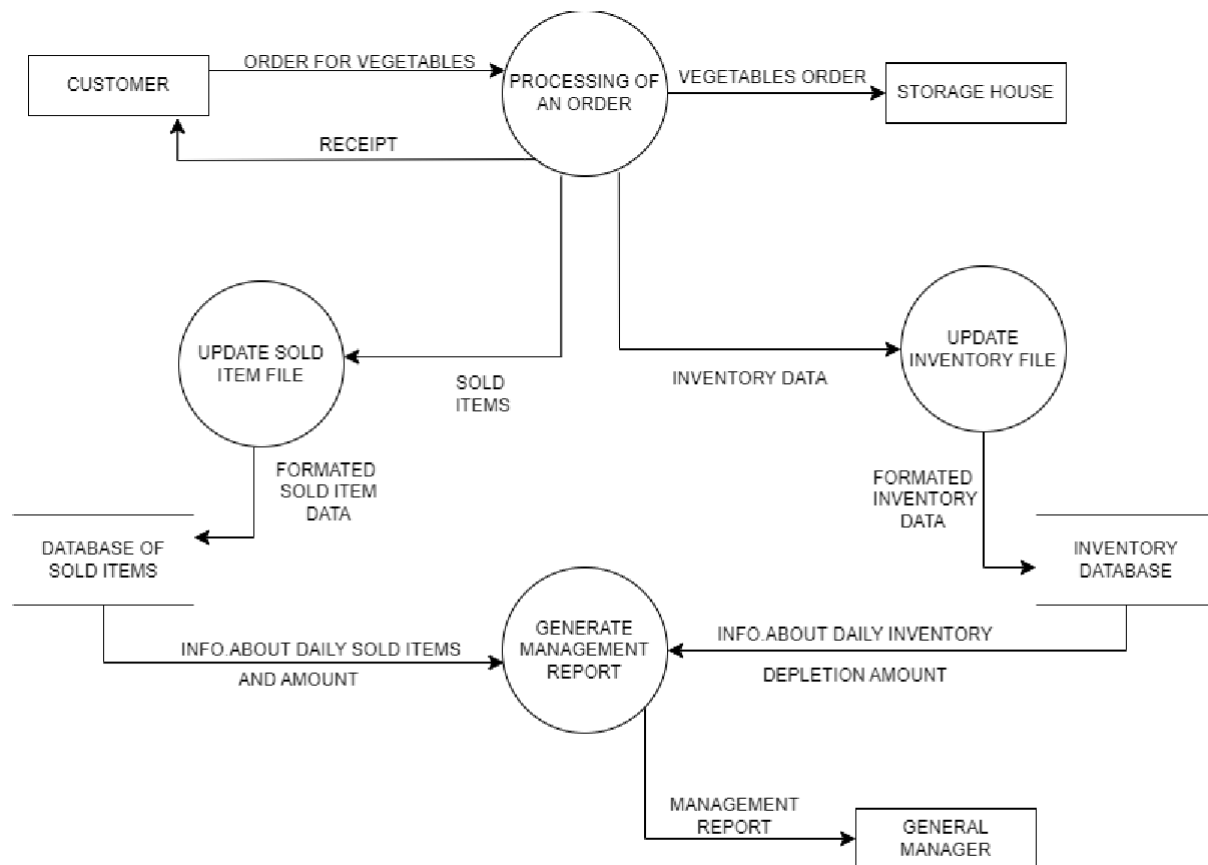 ORDER FOR VEGETABLES
CUSTOMER
PROCESSING OF
AN ORDER
VEGETABLES ORDER
STORAGE HOUSE
RECEIPT
UPDATE SOLD
ITEM FILE
SOLD
ITEMS
INVENTORY DATA
UPDATE
INVENTORY FILE
FORMATED
SOLD ITEM
DATA
FORMATED
INVENTORY
DATA
DATABASE OF
SOLD ITEMS
INVENTORY
DATABASE
INFO.ABOUT DAILY SOLD ITEMS
AND AMOUNT
GENERATE
MANAGEMENT
REPORT
INFO.ABOUT DAILY INVENTORY
DEPLETION AMOUNT
MANAGEMENT
REPORT
GENERAL
MANAGER